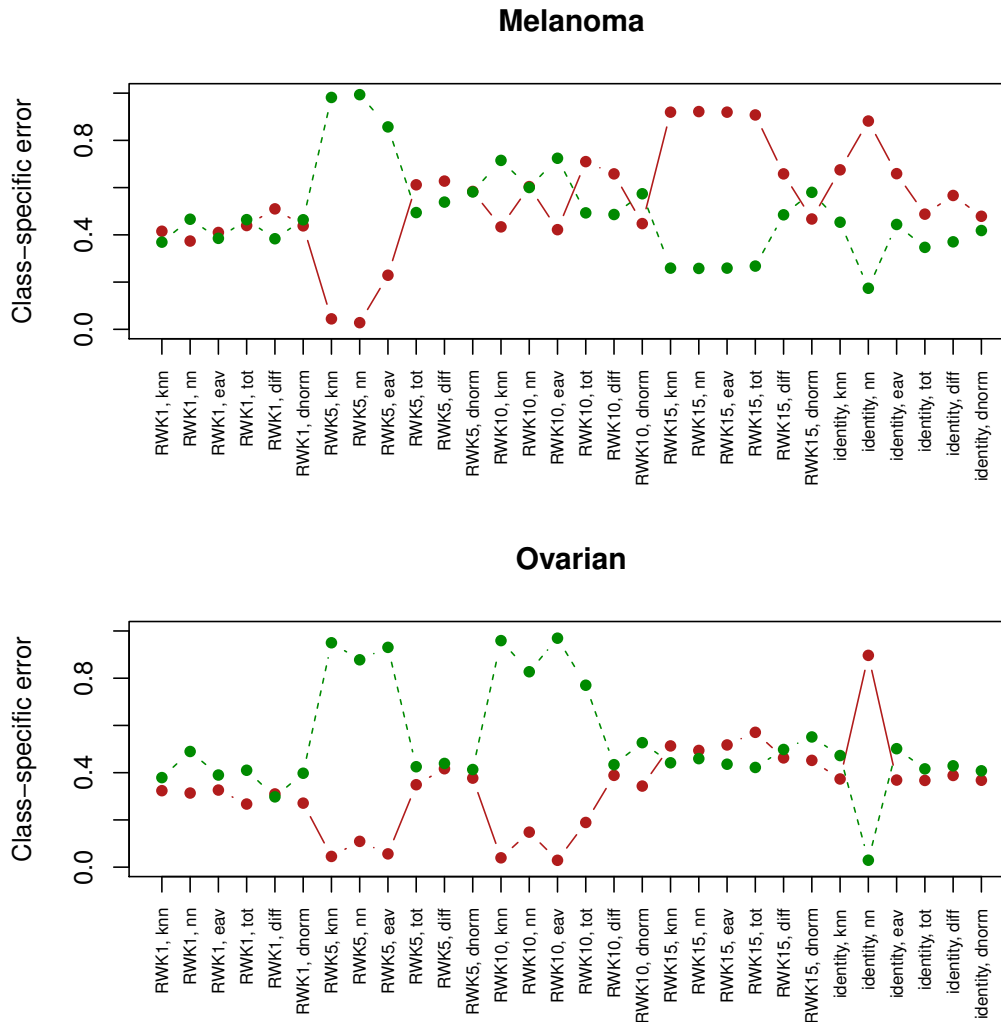 Melanoma
Class−specific error
0.0
0.4
0.8
RWK1, knn
RWK1, nn
RWK1, eav
RWK1, tot
RWK1, diff
RWK1, dnorm
RWK5, knn
RWK5, nn
RWK5, eav
RWK5, tot
RWK5, diff
RWK5, dnorm
RWK10, knn
RWK10, nn
RWK10, eav
RWK10, tot
RWK10, diff
RWK10, dnorm
RWK15, knn
RWK15, nn
RWK15, eav
RWK15, tot
RWK15, diff
RWK15, dnorm
identity, knn
identity, nn
identity, eav
identity, tot
identity, diff
identity, dnorm
Ovarian
Class−specific error
0.0
0.4
0.8
RWK1, knn
RWK1, nn
RWK1, eav
RWK1, tot
RWK1, diff
RWK1, dnorm
RWK5, knn
RWK5, nn
RWK5, eav
RWK5, tot
RWK5, diff
RWK5, dnorm
RWK10, knn
RWK10, nn
RWK10, eav
RWK10, tot
RWK10, diff
RWK10, dnorm
RWK15, knn
RWK15, nn
RWK15, eav
RWK15, tot
RWK15, diff
RWK15, dnorm
identity, knn
identity, nn
identity, eav
identity, tot
identity, diff
identity, dnorm